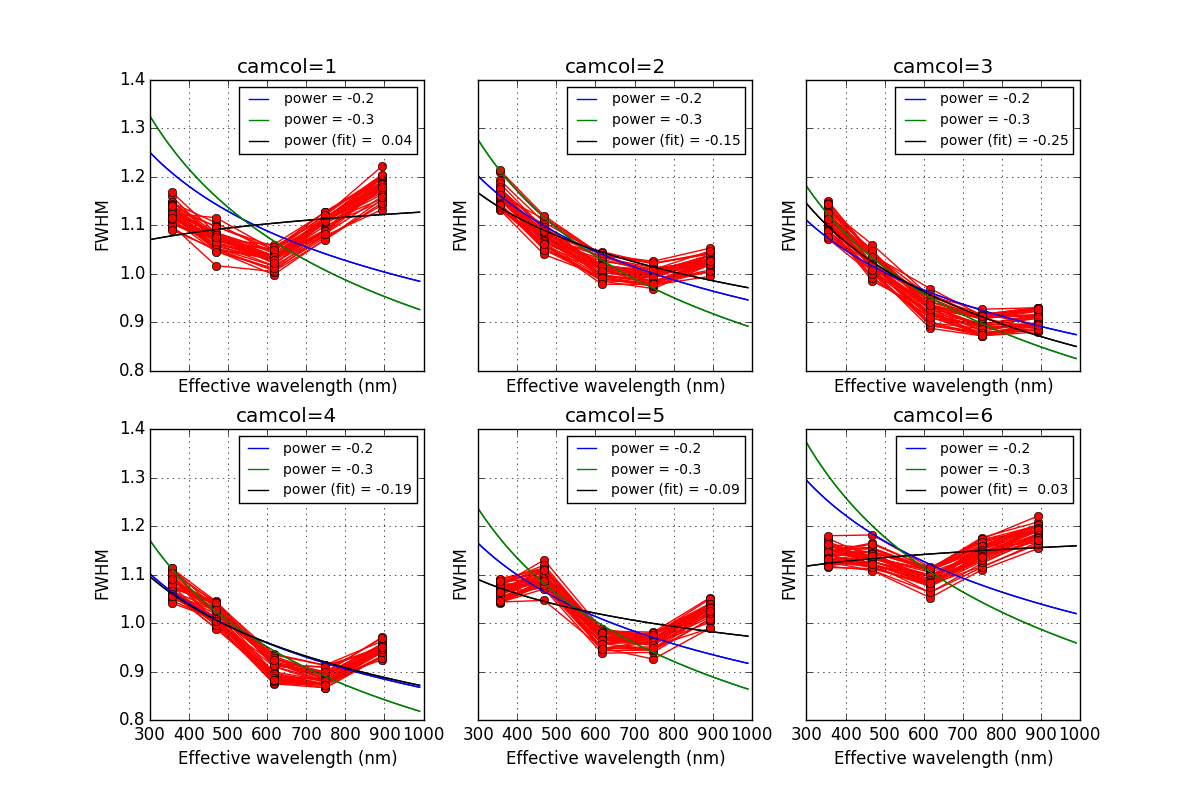 camcol=1
1.4
1.3
1.2
1.1
1.0
0.9
0.8
FWHM
power = -0.2
power = -0.3
power (fit) =  0.04
Effective wavelength (nm)
camcol=2
FWHM
power = -0.2
power = -0.3
power (fit) = -0.15
Effective wavelength (nm)
camcol=3
FWHM
power = -0.2
power = -0.3
power (fit) = -0.25
Effective wavelength (nm)
camcol=4
1.4
1.3
1.2
1.1
1.0
0.9
0.8
FWHM
power = -0.2
power = -0.3
power (fit) = -0.19
300 400 500 600 700 800 900 1000
Effective wavelength (nm)
camcol=5
FWHM
power = -0.2
power = -0.3
power (fit) = -0.09
300 400 500 600 700 800 900 1000
Effective wavelength (nm)
camcol=6
FWHM
power = -0.2
power = -0.3
power (fit) =  0.03
300 400 500 600 700 800 900 1000
Effective wavelength (nm)